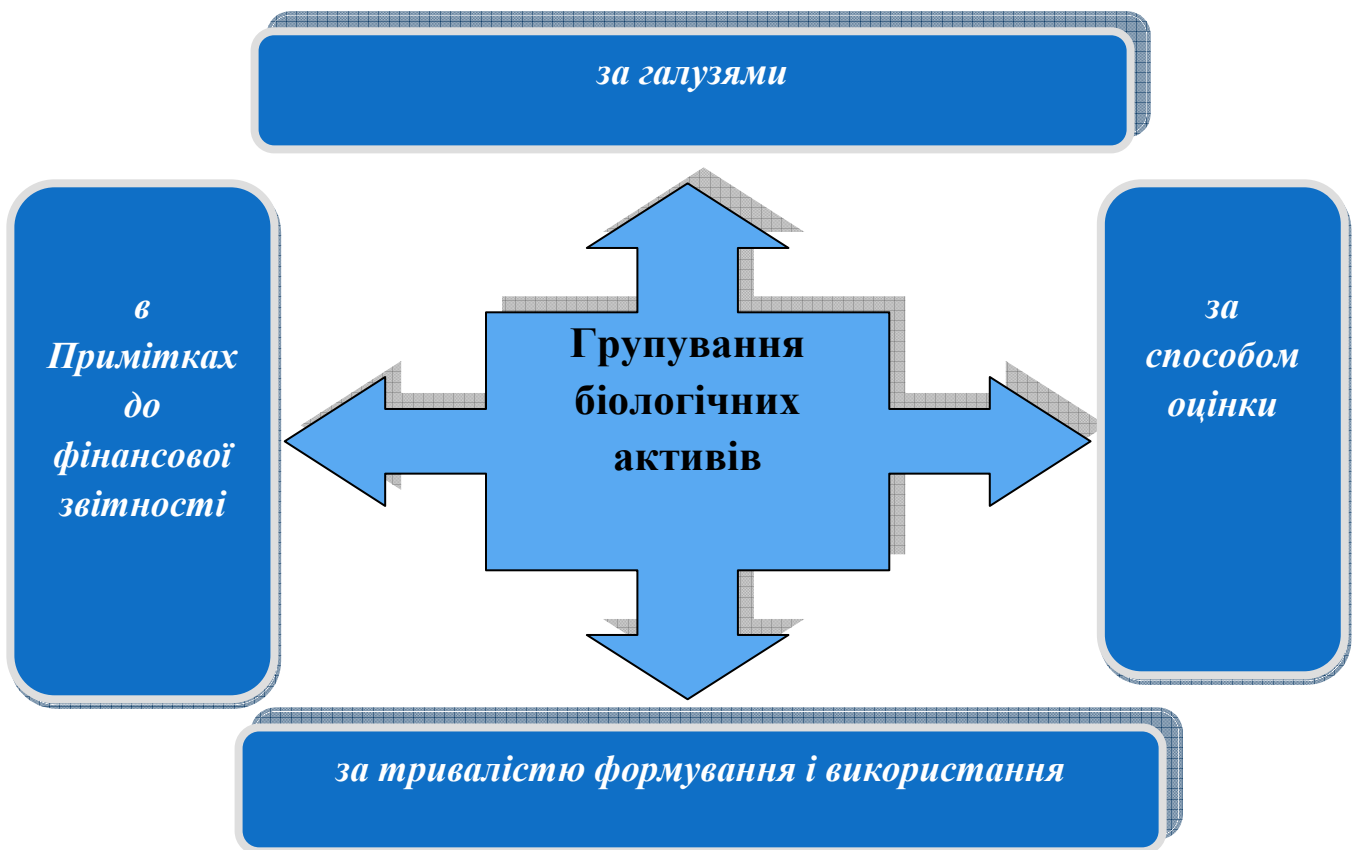 за галузями
в
Примітках
до
фінансової
звітності
Групування
біологічних
активів
за
способом
оцінки
за тривалістю формування і використання